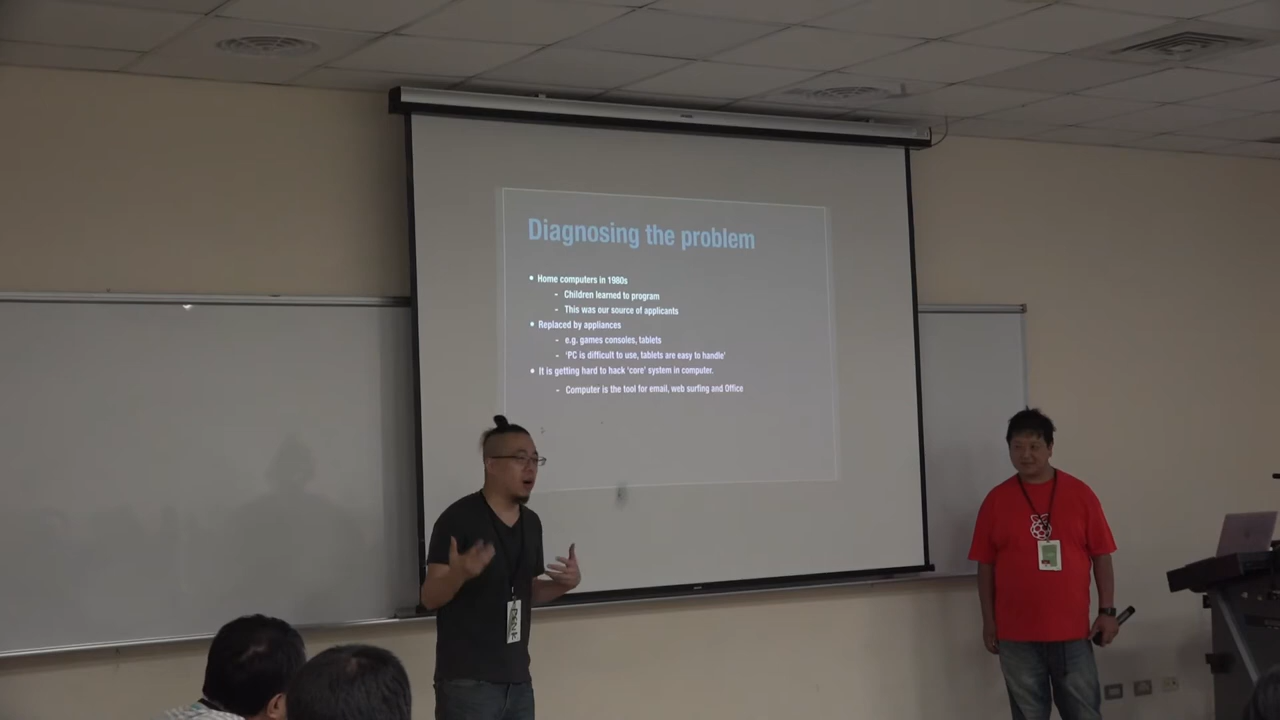 Diagnosing the problem
• Home computers in 1980s
- Children learned to program
- This was our source of applicants
• Replaced by appliances
- e.g. games consoles, tablets
- 'PC is difficult to use, tablets are easy to handle'
• It is getting hard to hack 'core' system in computer.
- Computer is the tool for email, web surfing and Office